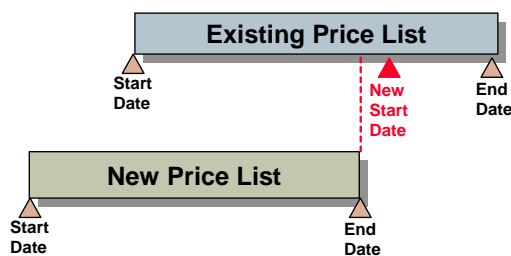 Existing Price List
Start
Date
New
Start
Date
End
Date
New Price List
Start
Date
End
Date